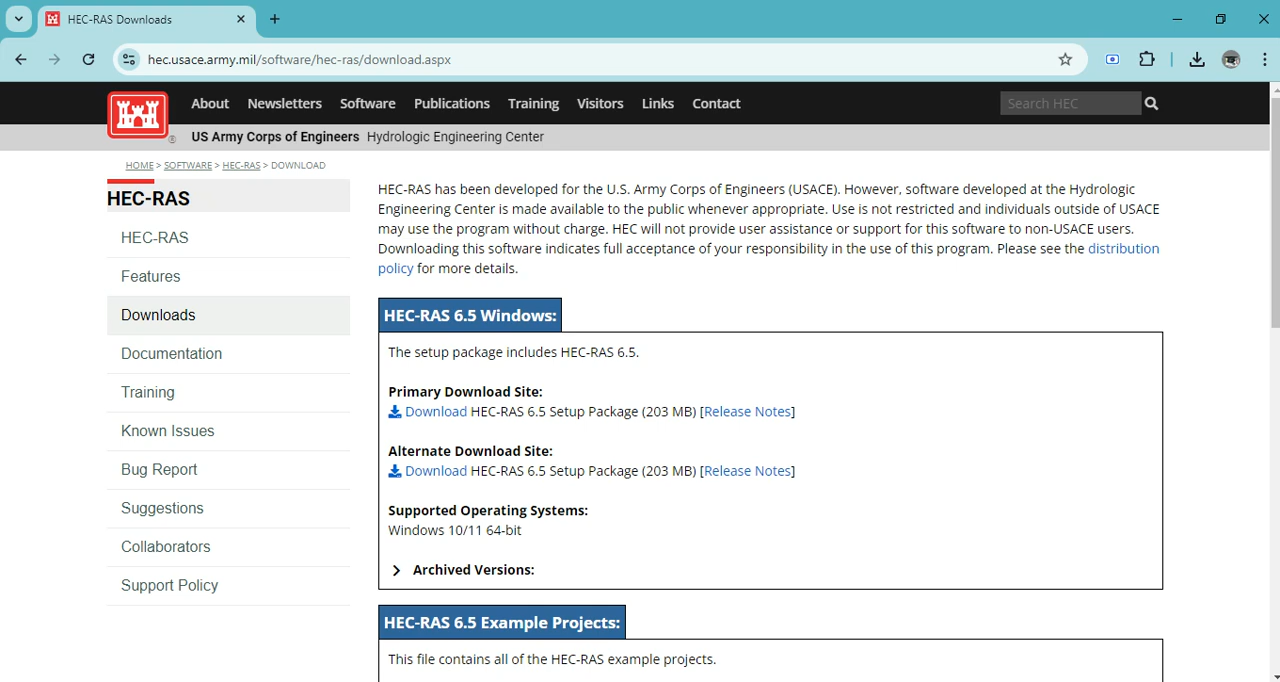 HEC-RAS Downloads
hec.usace.army.mil/software/hec-ras/download.aspx
About Newsletters Software Publications Training Visitors Links Contact
Search HEC
® US Army Corps of Engineers Hydrologic Engineering Center
HOME > SOFTWARE > HEC-RAS > DOWNLOAD
HEC-RAS
HEC-RAS
Features
Downloads
Documentation
Training
Known Issues
Bug Report
Suggestions
Collaborators
Support Policy
HEC-RAS has been developed for the U.S. Army Corps of Engineers (USACE). However, software developed at the Hydrologic
Engineering Center is made available to the public whenever appropriate. Use is not restricted and individuals outside of USACE
may use the program without charge. HEC will not provide user assistance or support for this software to non-USACE users.
Downloading this software indicates full acceptance of your responsibility in the use of this program. Please see the distribution
policy for more details.
HEC-RAS 6.5 Windows:
The setup package includes HEC-RAS 6.5.
Primary Download Site:
Download HEC-RAS 6.5 Setup Package (203 MB) [Release Notes]
Alternate Download Site:
Download HEC-RAS 6.5 Setup Package (203 MB) [Release Notes]
Supported Operating Systems:
Windows 10/11 64-bit
Archived Versions:
HEC-RAS 6.5 Example Projects:
This file contains all of the HEC-RAS example projects.